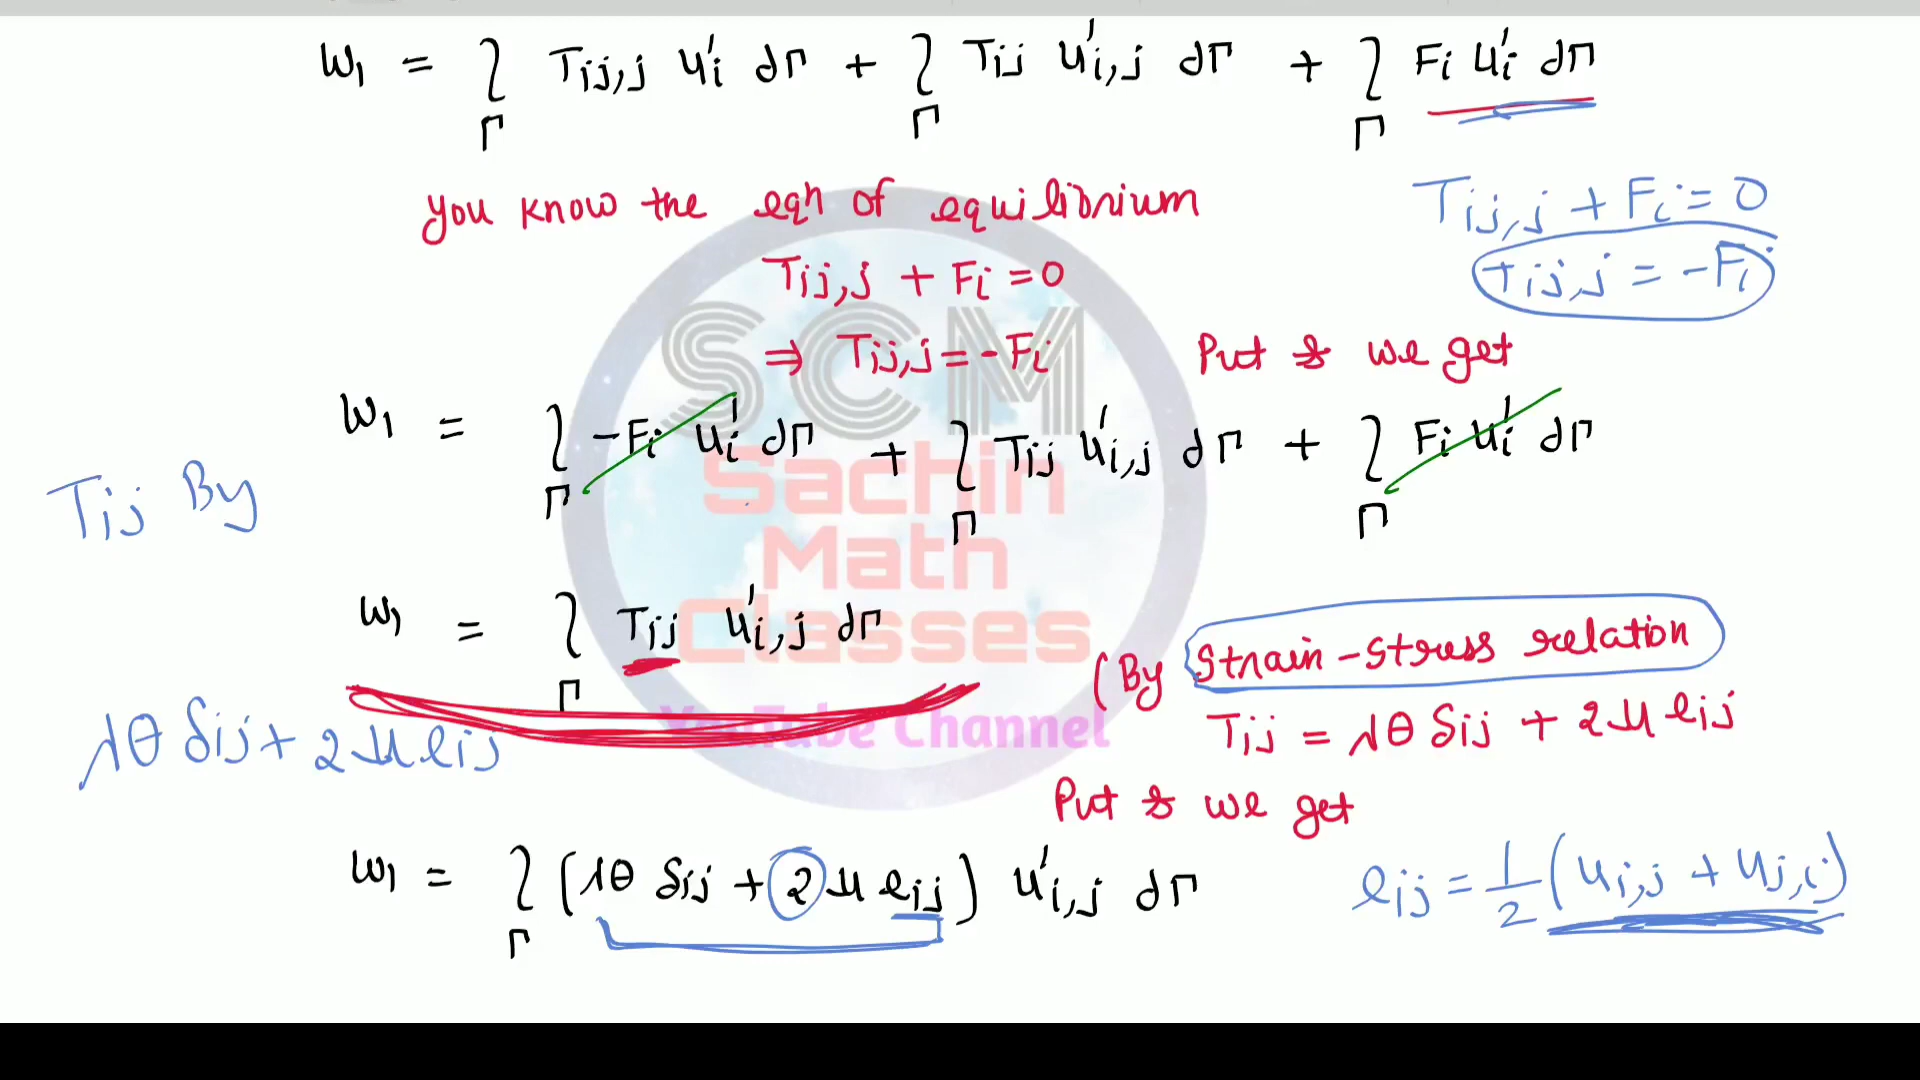 W₁ = ∫_Γ Tij,j u'i dΓ + ∫_Γ Tij u'i,j dΓ + ∫_Γ Fi u'i dΓ
You know the eqn of equilibrium
Tij,j + Fi = 0
Tij,j + Fi = 0
Tij,j = -Fi
⇒ Tij,j = -Fi Put & we get
W₁ = ∫_Γ -Fi u'i dΓ + ∫_Γ Tij u'i,j dΓ + ∫_Γ Fi u'i dΓ
Tij By
W₁ = ∫_Γ Tij u'i,j dΓ
(By Strain-stress relation
Tij = λθ δij + 2μ eij
λθ δij + 2μ eij
Put & we get
W₁ = ∫_Γ (λθ δij + 2μ eij) u'i,j dΓ
eij = 1/2 (ui,j + uj,i)
SCM
Sachin
Math
Classes
YouTube Channel